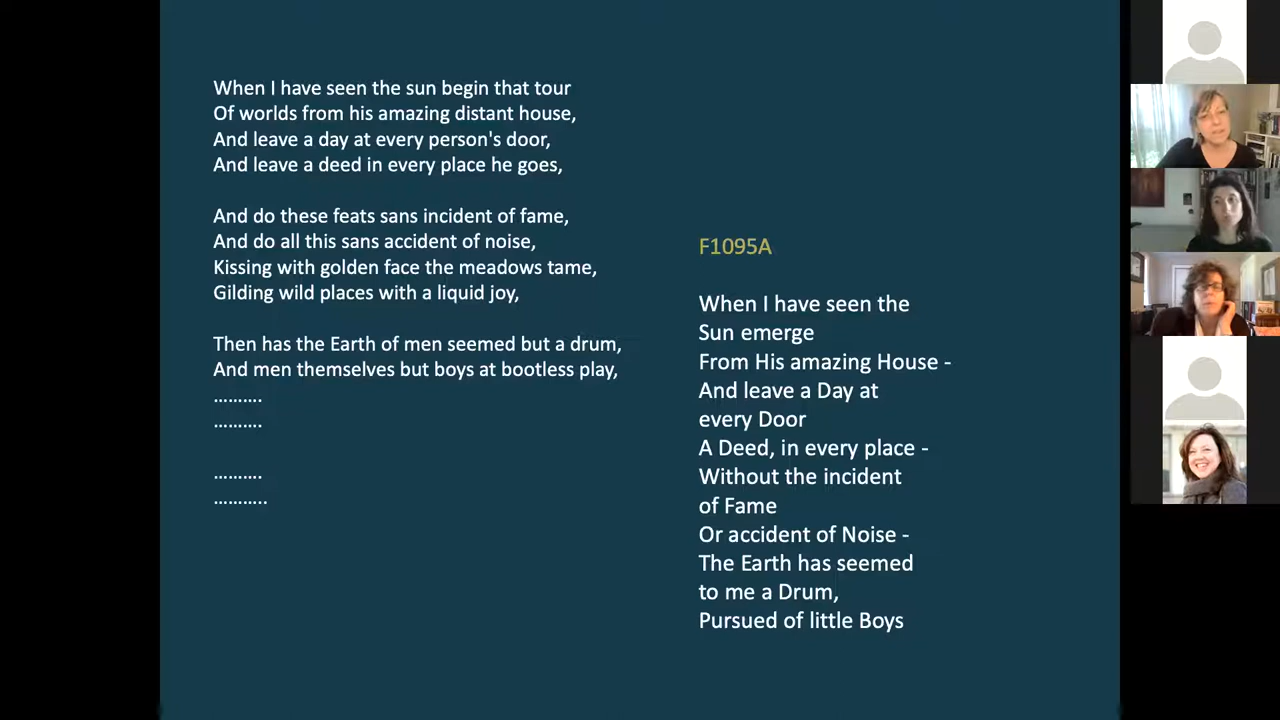 When I have seen the sun begin that tour
Of worlds from his amazing distant house,
And leave a day at every person's door,
And leave a deed in every place he goes,
And do these feats sans incident of fame,
And do all this sans accident of noise,
Kissing with golden face the meadows tame,
Gilding wild places with a liquid joy,
Then has the Earth of men seemed but a drum,
And men themselves but boys at bootless play,
……….
……….
……….
………..
F1095A
When I have seen the
Sun emerge
From His amazing House -
And leave a Day at
every Door
A Deed, in every place -
Without the incident
of Fame
Or accident of Noise -
The Earth has seemed
to me a Drum,
Pursued of little Boys